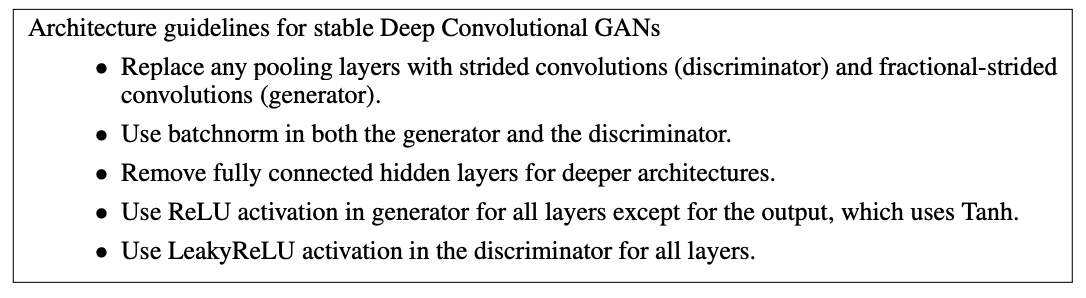 Architecture guidelines for stable Deep Convolutional GANs
• Replace any pooling layers with strided convolutions (discriminator) and fractional-strided
convolutions (generator).
• Use batchnorm in both the generator and the discriminator.
• Remove fully connected hidden layers for deeper architectures.
• Use ReLU activation in generator for all layers except for the output, which uses Tanh.
• Use LeakyReLU activation in the discriminator for all layers.